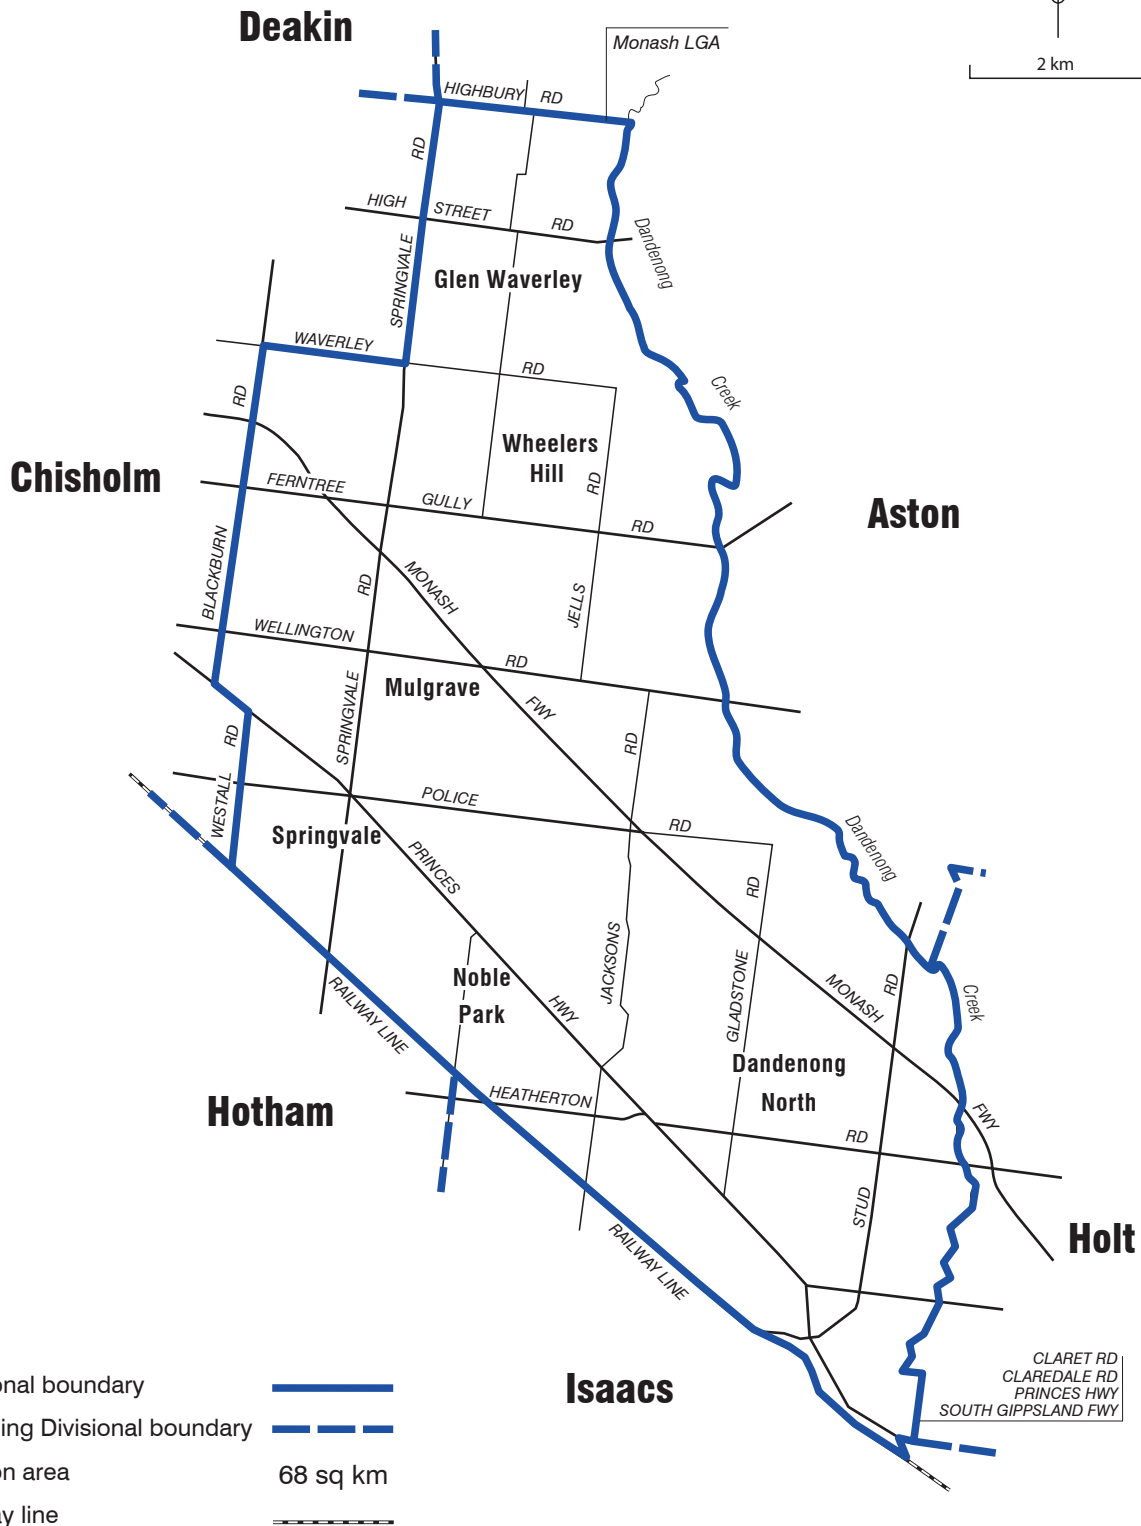 Deakin
Monash LGA
2 km
HIGHBURY RD
RD
HIGH STREET RD
Dandenong
SPRINGVALE
Glen Waverley
WAVERLEY
RD
Creek
RD
Wheelers
Hill
Chisholm
FERNTREE GULLY RD
RD
Aston
BLACKBURN
RD
MONASH
JELLS
WELLINGTON RD
Mulgrave
SPRINGVALE
FWY
RD
RD
WESTALL
POLICE RD
Springvale
PRINCES
Dandenong
RD
JACKSONS
Noble
Park
RAILWAY LINE
HWY
GLADSTONE
MONASH
RD
Creek
Dandenong
North
Hotham
HEATHERTON RD
FWY
STUD
Holt
RAILWAY LINE
Isaacs
CLARET RD
CLAREDALE RD
PRINCES HWY
SOUTH GIPPSLAND FWY
onal boundary
ing Divisional boundary
on area 68 sq km
ay line